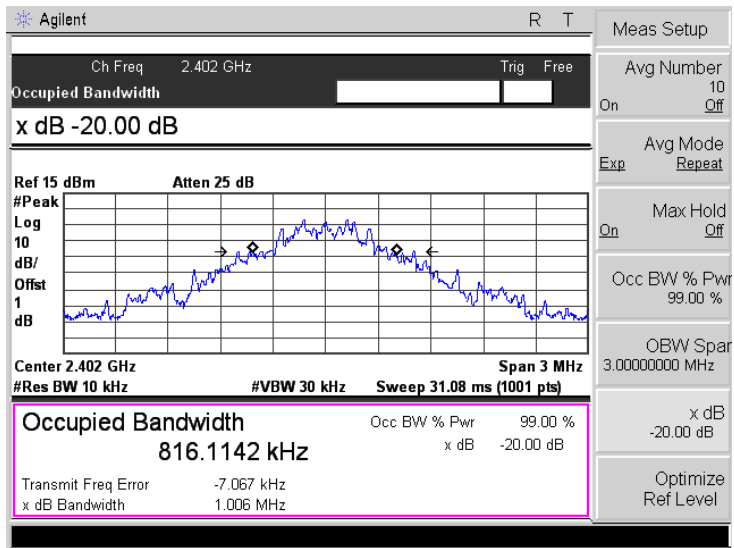 Agilent R T
Ch Freq 2.402 GHz Trig Free
Occupied Bandwidth
x dB -20.00 dB
Ref 15 dBm Atten 25 dB
#Peak
Log
10
dB/
Offst
1
dB
Center 2.402 GHz Span 3 MHz
#Res BW 10 kHz #VBW 30 kHz Sweep 31.08 ms (1001 pts)
Occupied Bandwidth
816.1142 kHz
Occ BW % Pwr 99.00 %
x dB -20.00 dB
Transmit Freq Error -7.067 kHz
x dB Bandwidth 1.006 MHz
Meas Setup
Avg Number
10
On Off
Avg Mode
Exp Repeat
Max Hold
On Off
Occ BW % Pwr
99.00 %
OBW Span
3.00000000 MHz
x dB
-20.00 dB
Optimize
Ref Level